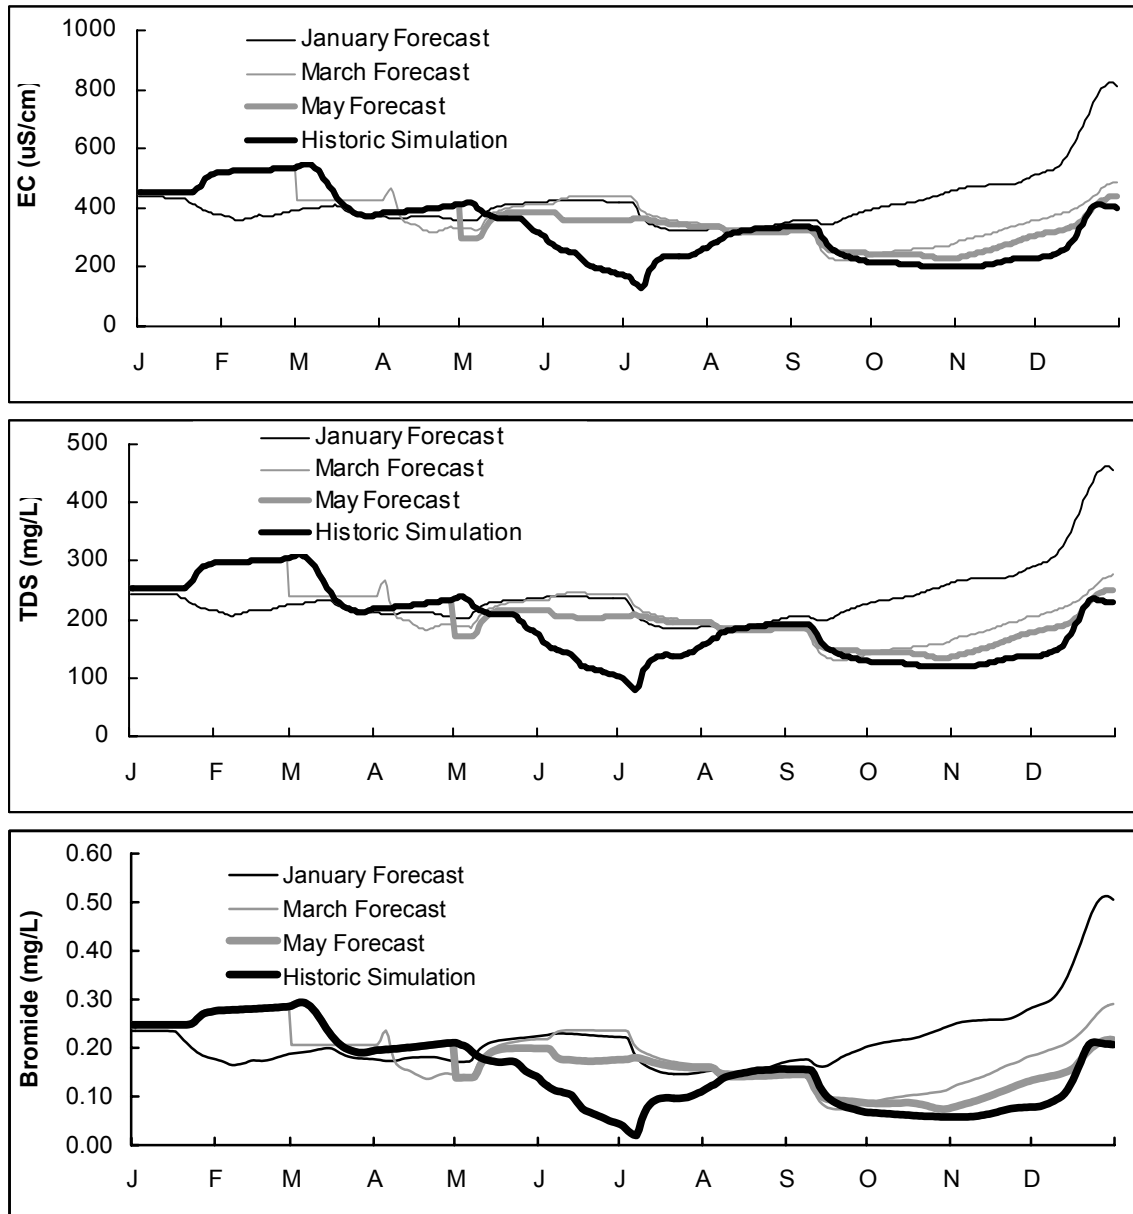 1000
800
600
400
200
0
EC (uS/cm)
January Forecast
March Forecast
May Forecast
Historic Simulation
J F M A M J J A S O N D
500
400
300
200
100
0
TDS (mg/L)
January Forecast
March Forecast
May Forecast
Historic Simulation
J F M A M J J A S O N D
0.60
0.50
0.40
0.30
0.20
0.10
0.00
Bromide (mg/L)
January Forecast
March Forecast
May Forecast
Historic Simulation
J F M A M J J A S O N D